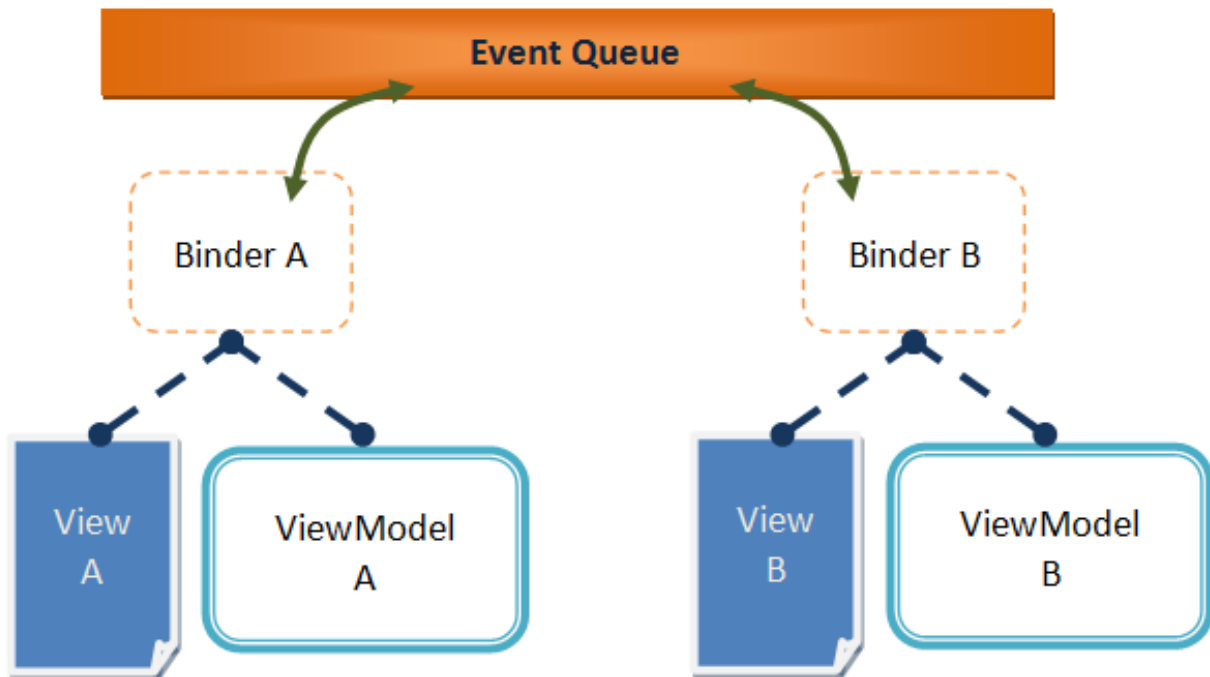 Event Queue
Binder A
Binder B
View
A
ViewModel
A
View
B
ViewModel
B